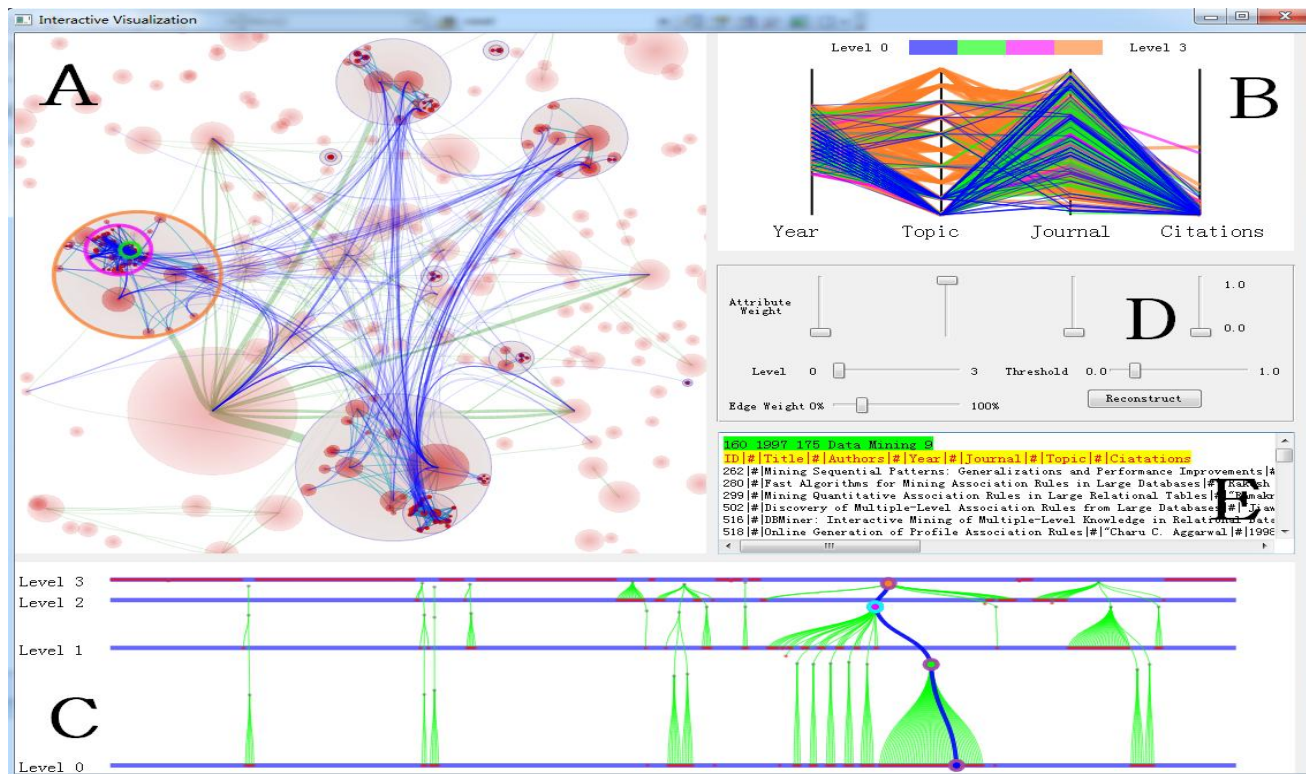 Interactive Visualization
A
Level 0 Level 3
B
Year Topic Journal Citations
Attribute
Weight
1.0
D
0.0
Level 0 3 Threshold 0.0 1.0
Edge Weight 0% 100% Reconstruct
160 1997 175 Data Mining 9
ID|#|Title|#|Authors|#|Year|#|Journal|#|Topic|#|Ciatations
262|#|Mining Sequential Patterns: Generalizations and Performance Improvements|#
280|#|Fast Algorithms for Mining Association Rules in Large Databases|#|"Rakesh
299|#|Mining Quantitative Association Rules in Large Relational Tables|#|"Ramakr
502|#|Discovery of Multiple-Level Association Rules from Large Databases|#|"Jiaw
E
516|#|DBMiner: Interactive Mining of Multiple-Level Knowledge in Relational Data
518|#|Online Generation of Profile Association Rules|#|"Charu C. Aggarwal|#|1998
Level 3
Level 2
Level 1
C
Level 0